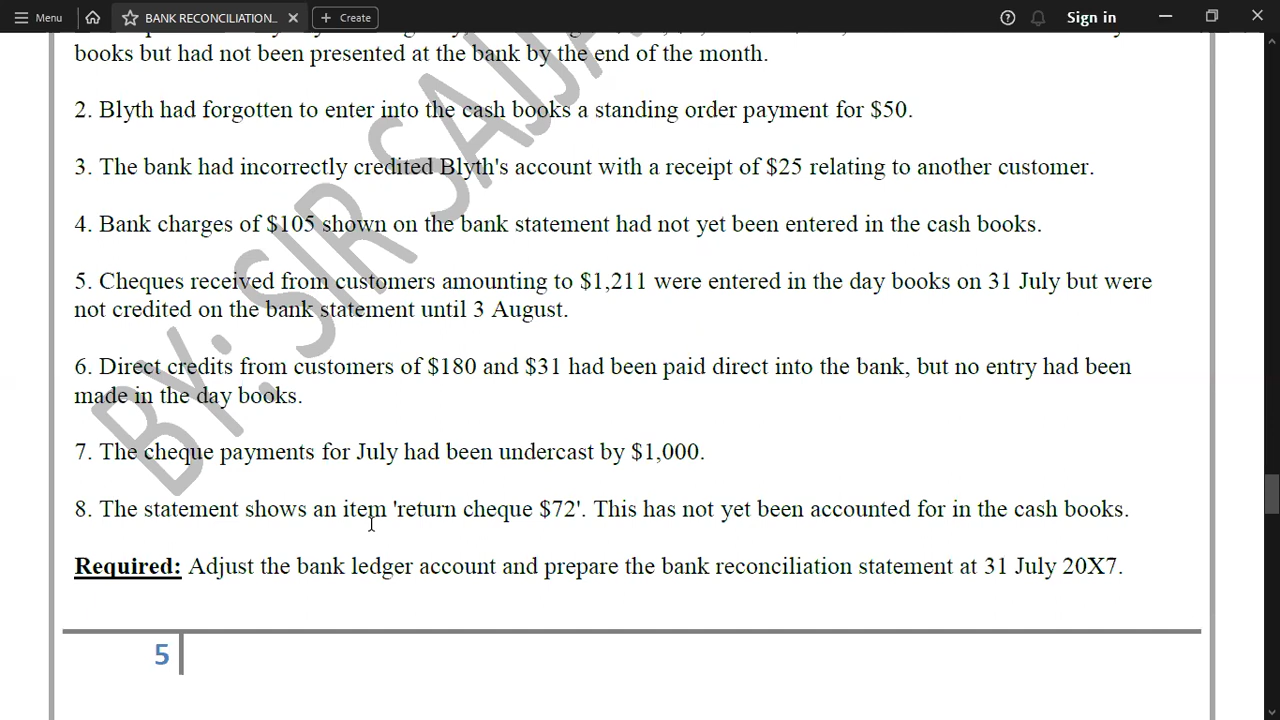 Menu
BANK RECONCILIATION...
Create
Sign in
books but had not been presented at the bank by the end of the month.
2. Blyth had forgotten to enter into the cash books a standing order payment for $50.
3. The bank had incorrectly credited Blyth's account with a receipt of $25 relating to another customer.
4. Bank charges of $105 shown on the bank statement had not yet been entered in the cash books.
5. Cheques received from customers amounting to $1,211 were entered in the day books on 31 July but were
not credited on the bank statement until 3 August.
6. Direct credits from customers of $180 and $31 had been paid direct into the bank, but no entry had been
made in the day books.
7. The cheque payments for July had been undercast by $1,000.
8. The statement shows an item 'return cheque $72'. This has not yet been accounted for in the cash books.
Required: Adjust the bank ledger account and prepare the bank reconciliation statement at 31 July 20X7.
5
BY: SIR